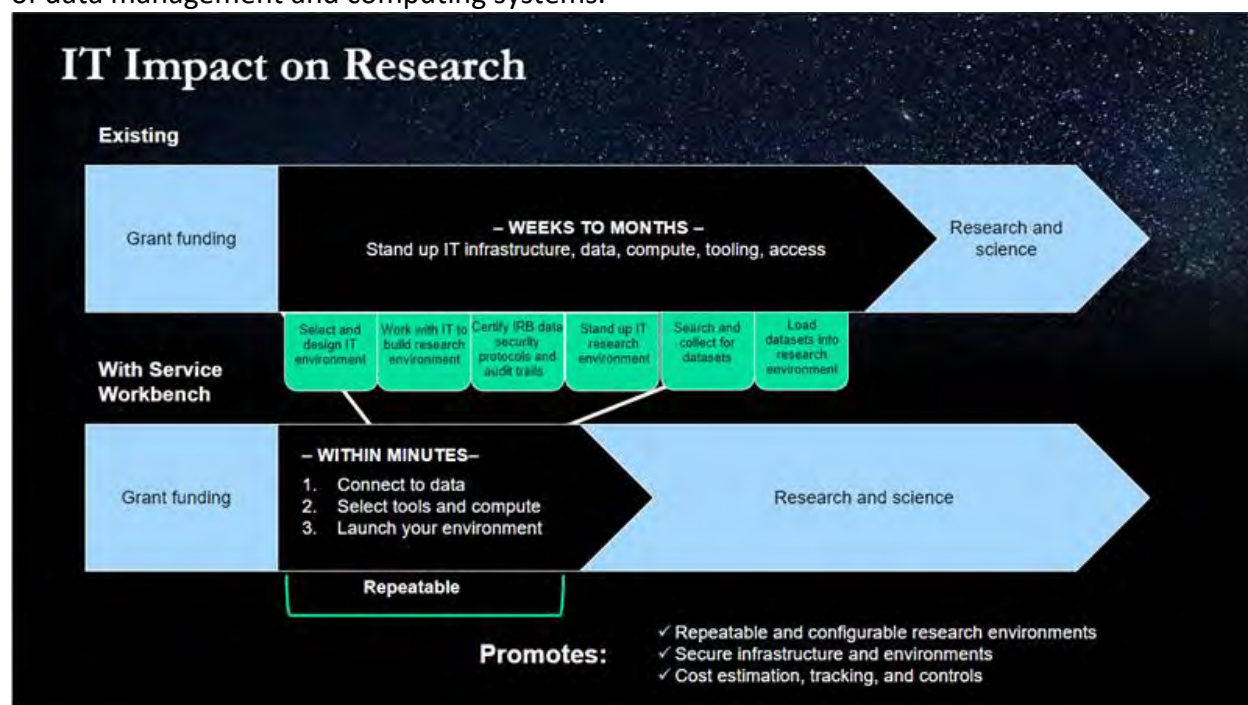 of data management and computing systems.
IT Impact on Research
Existing
Grant funding
– WEEKS TO MONTHS –
Stand up IT infrastructure, data, compute, tooling, access
Research and
science
Select and
design IT
environment
Work with IT to
build research
environment
Certify IRB data
security
protocols and
audit trails
Stand up IT
research
environment
Search and
collect for
datasets
Load
datasets into
research
environment
With Service
Workbench
Grant funding
– WITHIN MINUTES–
1. Connect to data
2. Select tools and compute
3. Launch your environment
Research and science
Repeatable
Promotes:
✓ Repeatable and configurable research environments
✓ Secure infrastructure and environments
✓ Cost estimation, tracking, and controls